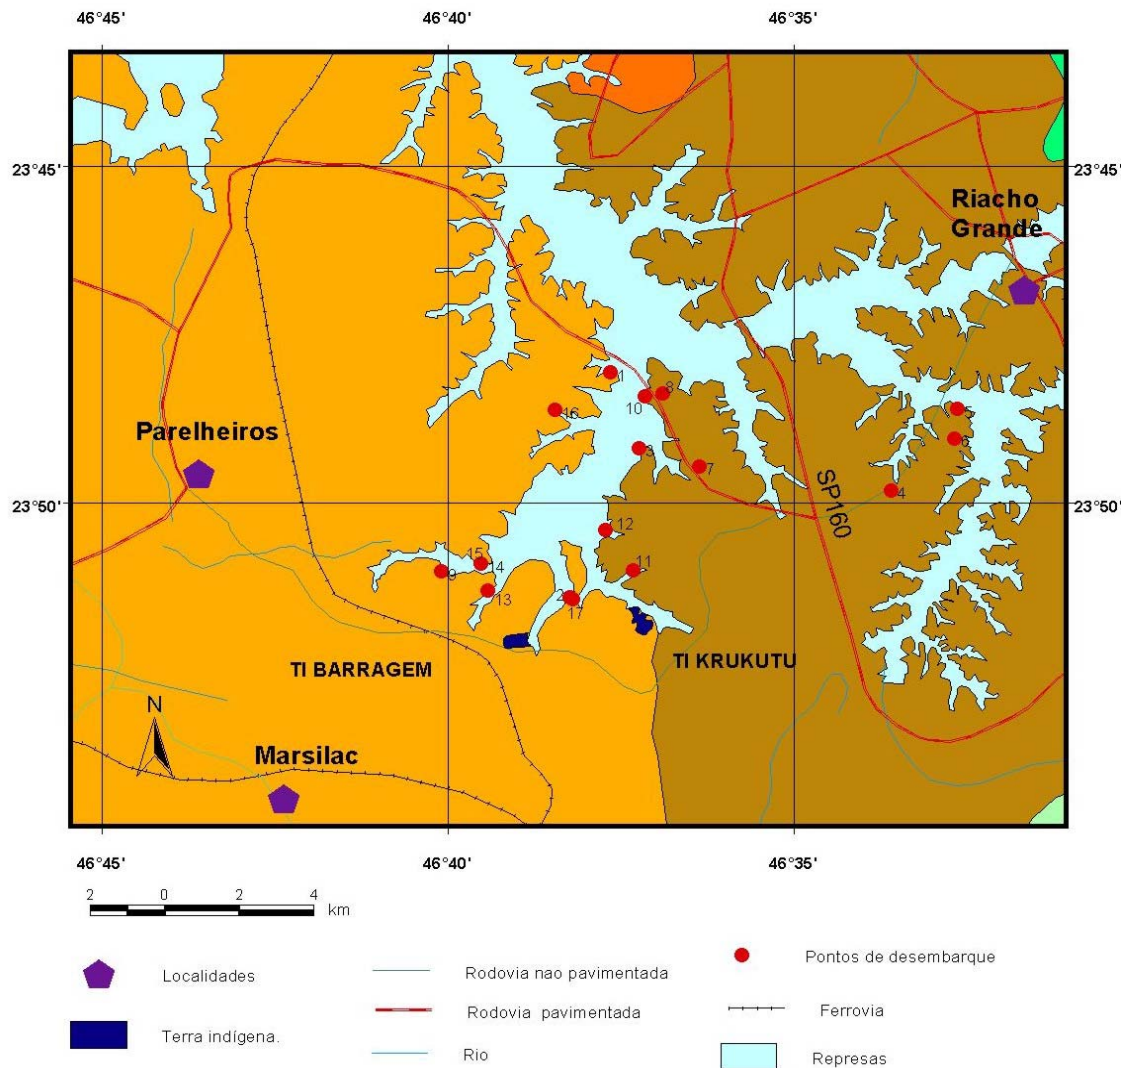 46°45' 46°40' 46°35'
23°45' 23°45'
Riacho
Grande
1
8
10
16
5
Parelheiros
3
6
7
SP160
4
23°50' 23°50'
12
15
14
11
9
13
2
17
TI BARRAGEM
TI KRUKUTU
N
Marsilac
46°45' 46°40' 46°35'
2 0 2 4
km
Localidades
Rodovia nao pavimentada
Pontos de desembarque
Terra indígena.
Rodovia pavimentada
Ferrovia
Rio
Represas